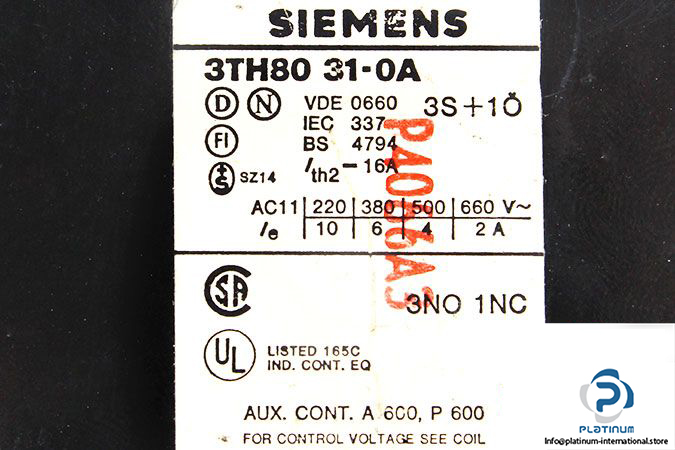 SIEMENS
3TH80 31-0A
D N VDE 0660 3S+1Ö
FI IEC 337
BS 4794
+S SZ14 Ith2-16A
AC11 220 380 500 660 V~
Ie 10 6 4 2 A
P4066A3
CSA 3NO 1NC
UL LISTED 165C
IND. CONT. EQ
AUX. CONT. A 600, P 600
FOR CONTROL VOLTAGE SEE COIL
PLATINUM
info@platinum-international.store